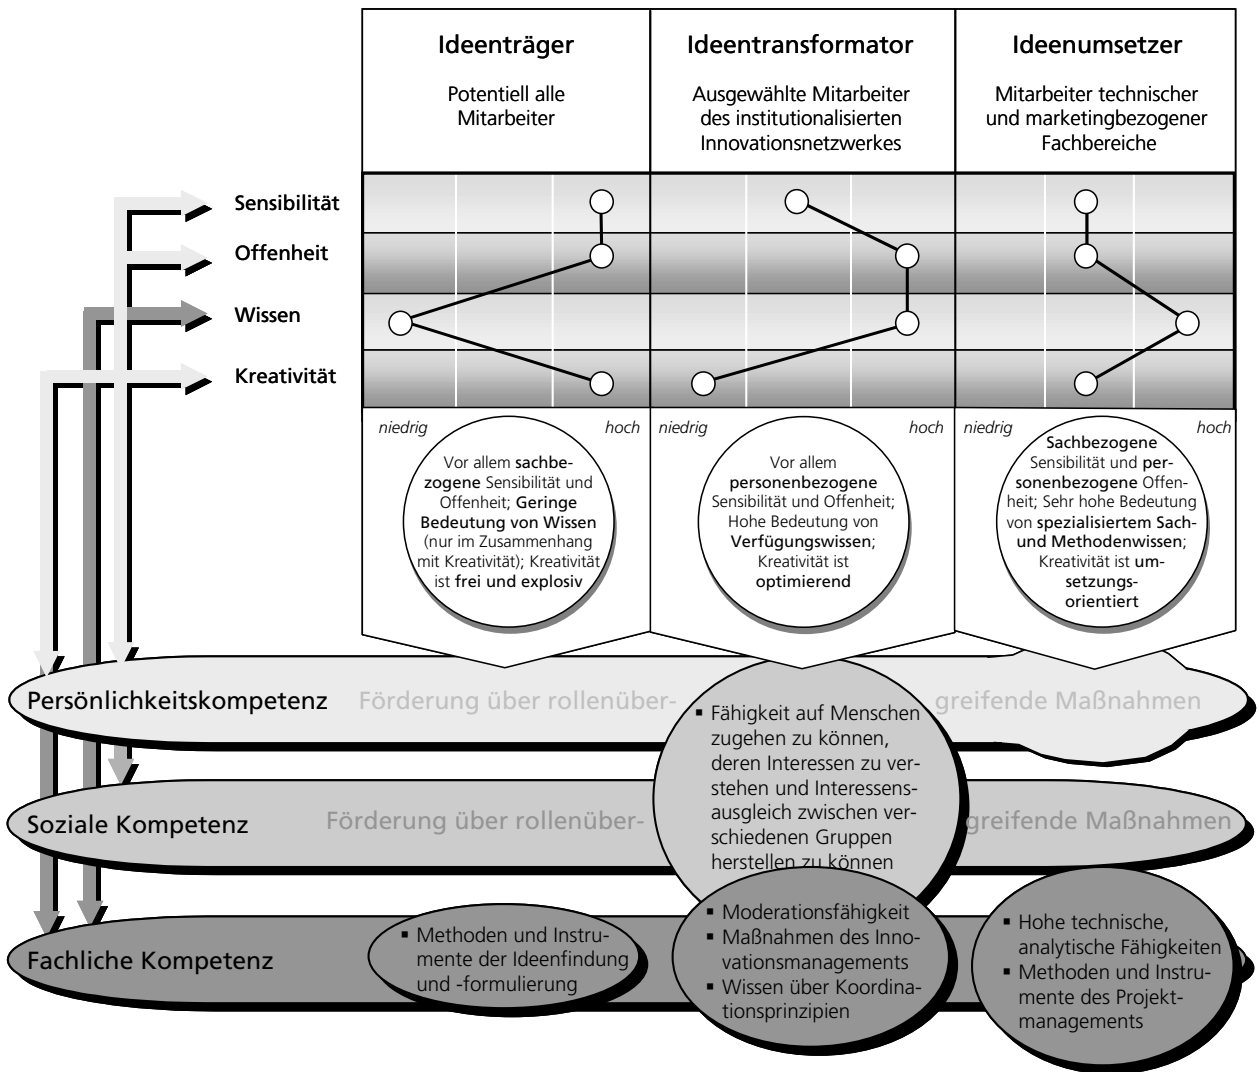 Ideenträger
Potentiell alle
Mitarbeiter
Ideentransformator
Ausgewählte Mitarbeiter
des institutionalisierten
Innovationsnetzwerkes
Ideenumsetzer
Mitarbeiter technischer
und marketingbezogener
Fachbereiche
Sensibilität
Offenheit
Wissen
Kreativität
niedrig
hoch
niedrig
hoch
niedrig
hoch
Vor allem sachbe-
zogene Sensibilität und
Offenheit; Geringe
Bedeutung von Wissen
(nur im Zusammenhang
mit Kreativität); Kreativität
ist frei und explosiv
Vor allem
personenbezogene
Sensibilität und Offenheit;
Hohe Bedeutung von
Verfügungswissen;
Kreativität ist
optimierend
Sachbezogene
Sensibilität und per-
sonenbezogene Offen-
heit; Sehr hohe Bedeutung
von spezialisiertem Sach-
und Methodenwissen;
Kreativität ist um-
setzungs-
orientiert
Persönlichkeitskompetenz
Förderung über rollenüber-
greifende Maßnahmen
▪ Fähigkeit auf Menschen
zugehen zu können,
deren Interessen zu ver-
stehen und Interessens-
ausgleich zwischen ver-
schiedenen Gruppen
herstellen zu können
Soziale Kompetenz
Förderung über rollenüber-
greifende Maßnahmen
Fachliche Kompetenz
▪ Methoden und Instru-
mente der Ideenfindung
und -formulierung
▪ Moderationsfähigkeit
▪ Maßnahmen des Inno-
vationsmanagements
▪ Wissen über Koordina-
tionsprinzipien
▪ Hohe technische,
analytische Fähigkeiten
▪ Methoden und Instru-
mente des Projekt-
managements